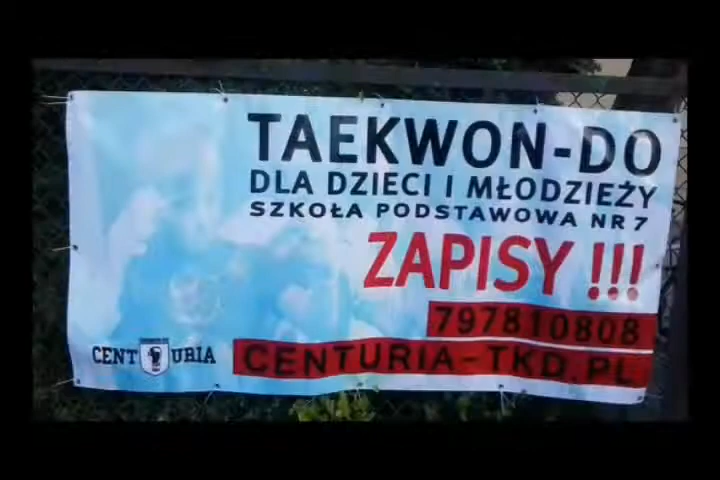 TAEKWON-DO
DLA DZIECI I MŁODZIEŻY
SZKOŁA PODSTAWOWA NR 7
ZAPISY !!!
797810808
CENTURIA
CENTURIA-TKD.PL